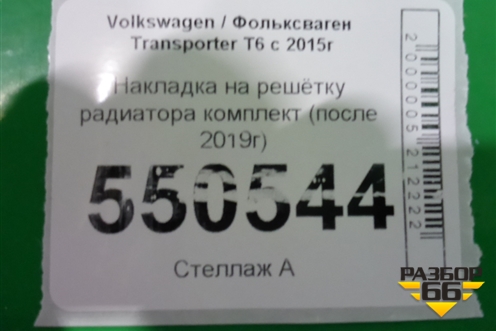 Volkswagen / Фольксваген
Transporter T6 с 2015г
Накладка на решётку
радиатора комплект (после
2019г)
550544
Стеллаж А
2000005212222
РАЗБОР
66